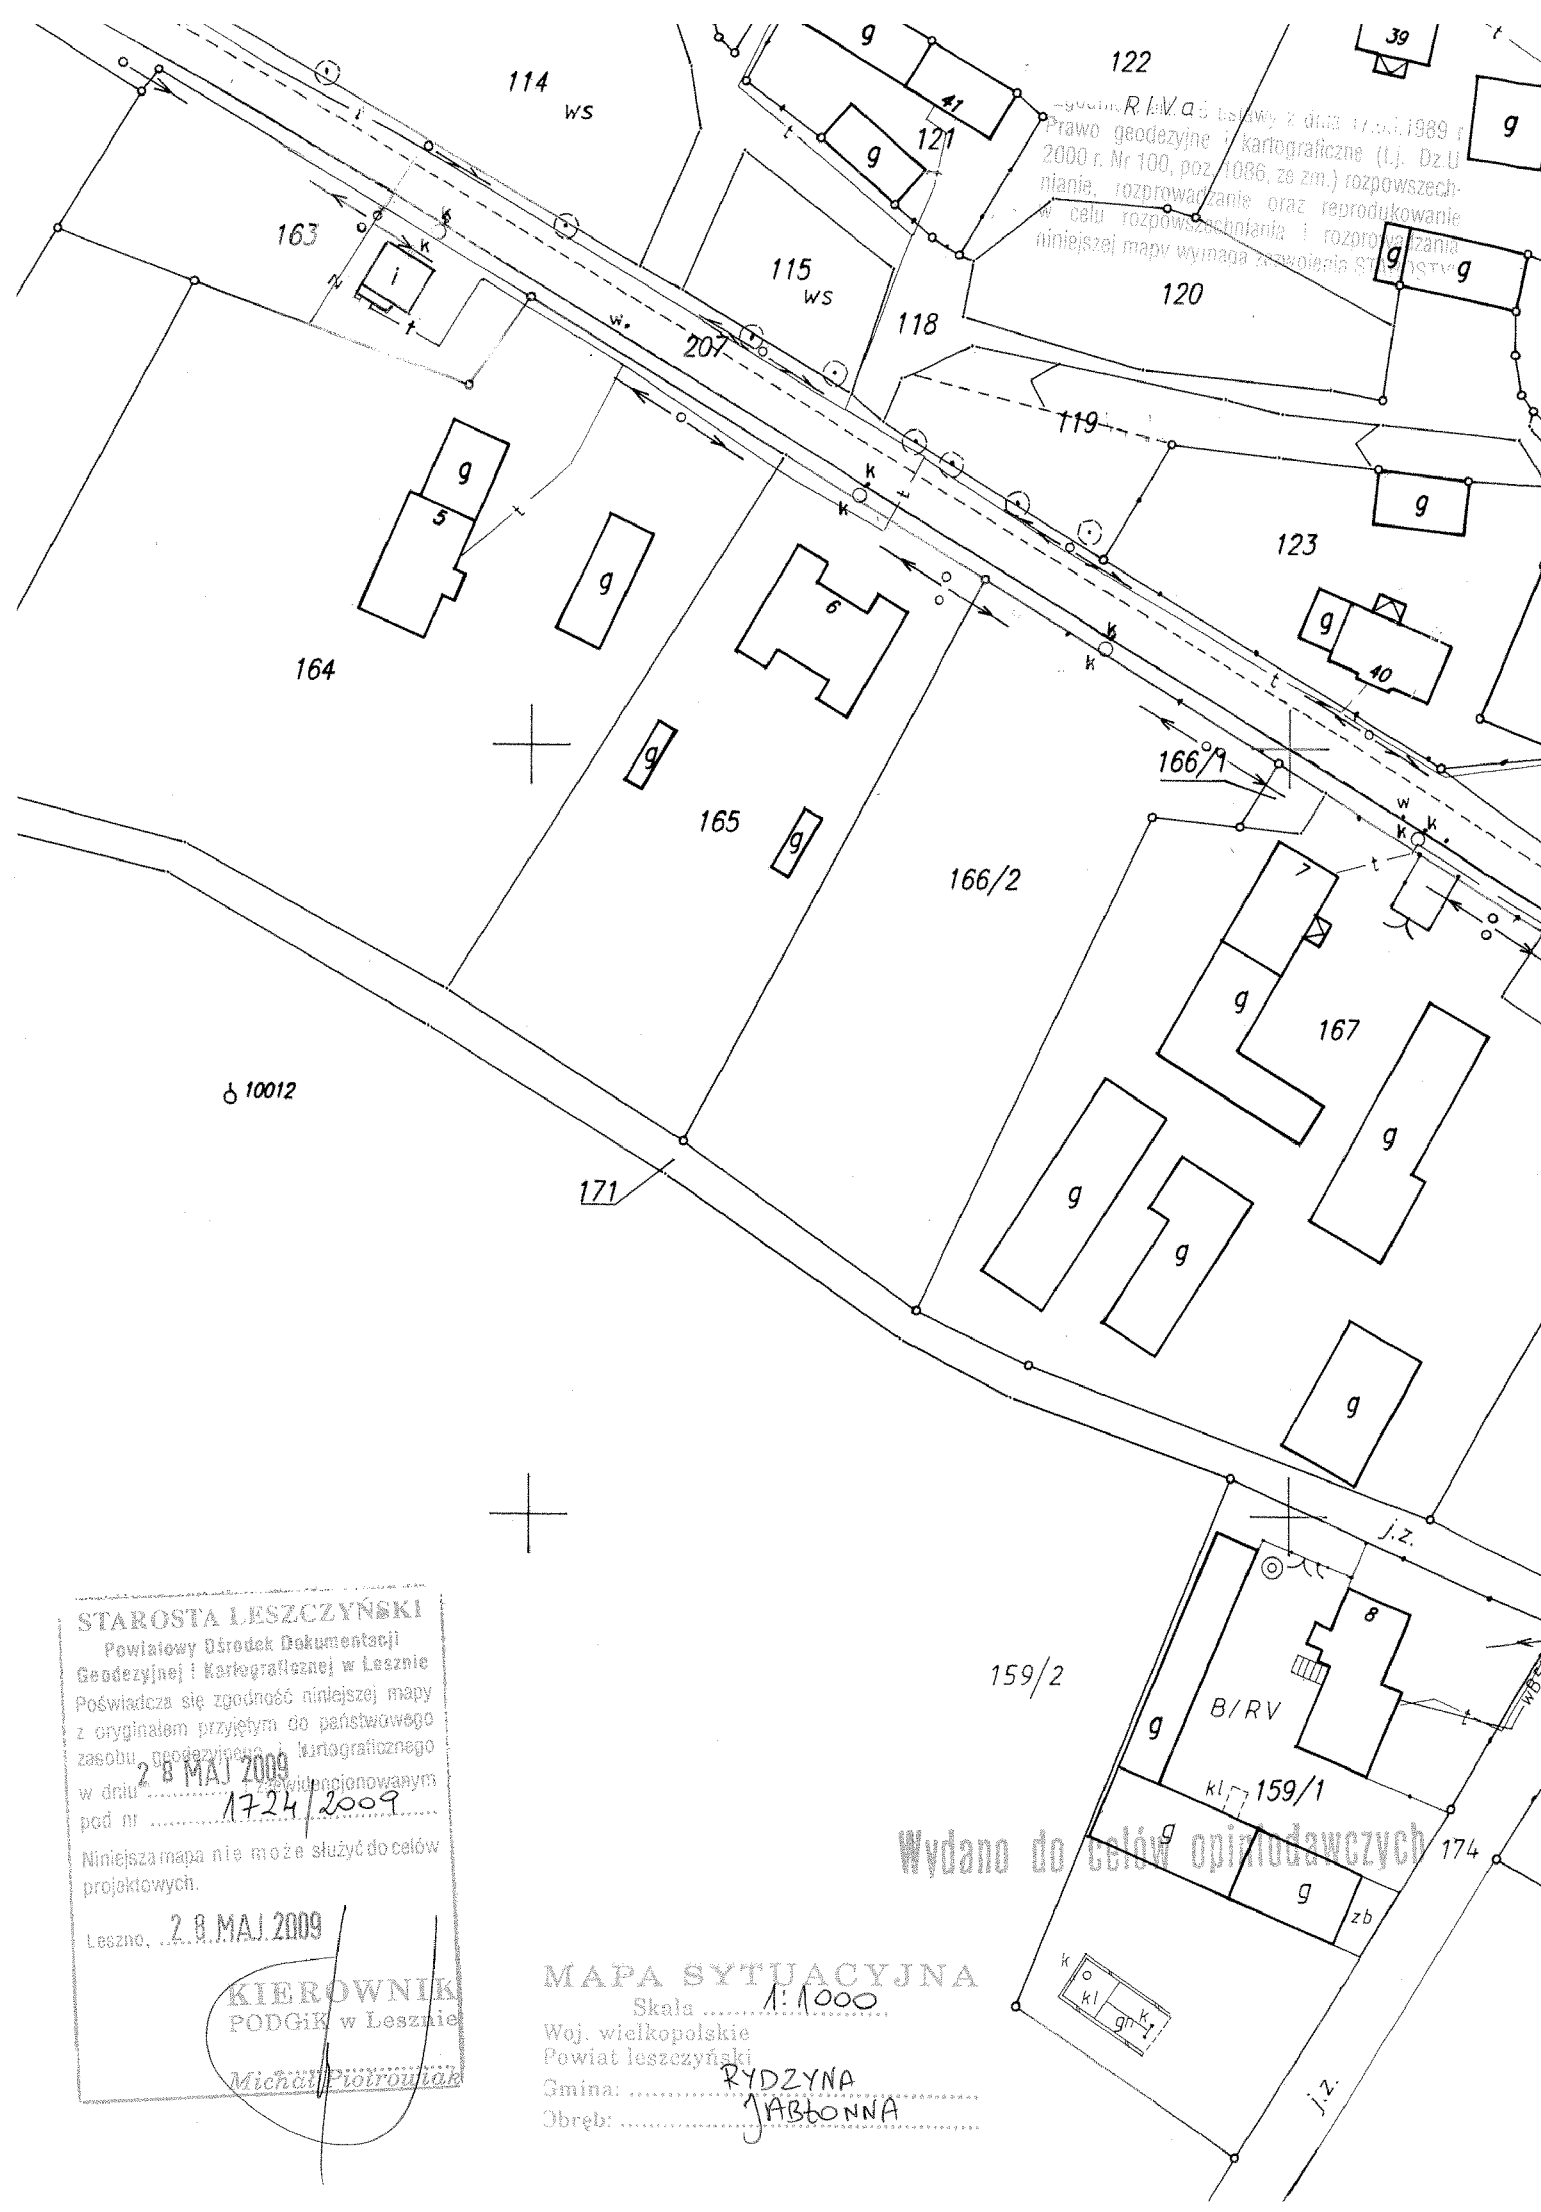 g
39
t
122
114
ws
41
RIVa
t
121
g
g
Prawo geodezyjne i kartograficzne (t.j. Dz.U
2000 r. Nr 100, poz. 1086, ze zm.) rozpowszech-
nianie, rozprowadzanie oraz reprodukowanie
w celu rozpowszechniania i rozprowadzania
niniejszej mapy wymaga zezwolenia
163
k
k
i
t
115
ws
g
g
120
w.
207
118
119
g
5
k
k
t
g
123
g
g
6
g
40
k
k
t
164
g
166/1
w
k
k
165
g
166/2
7
t
g
167
10012
g
171
g
g
g
j.z.
8
159/2
B/RV
g
t
wB
kl
159/1
g
g
174
zb
Wydano do celów opiniodawczych
k
kl
gn
k
j.z.
STAROSTA LESZCZYŃSKI
Powiatowy Ośrodek Dokumentacji
Geodezyjnej i Kartograficznej w Lesznie
Poświadcza się zgodność niniejszej mapy
z oryginałem przyjętym do państwowego
zasobu geodezyjnego i kartograficznego
w dniu 28 MAJ 2009 i zaewidencjonowanym
pod nr 1724/2009
Niniejsza mapa nie może służyć do celów
projektowych.
Leszno, 28 MAJ 2009
KIEROWNIK
PODGiK w Lesznie
Michał Piotrowiak
MAPA SYTUACYJNA
Skala 1:1000
Woj. wielkopolskie
Powiat leszczyński
Gmina: RYDZYNA
Obręb: JABŁONNA